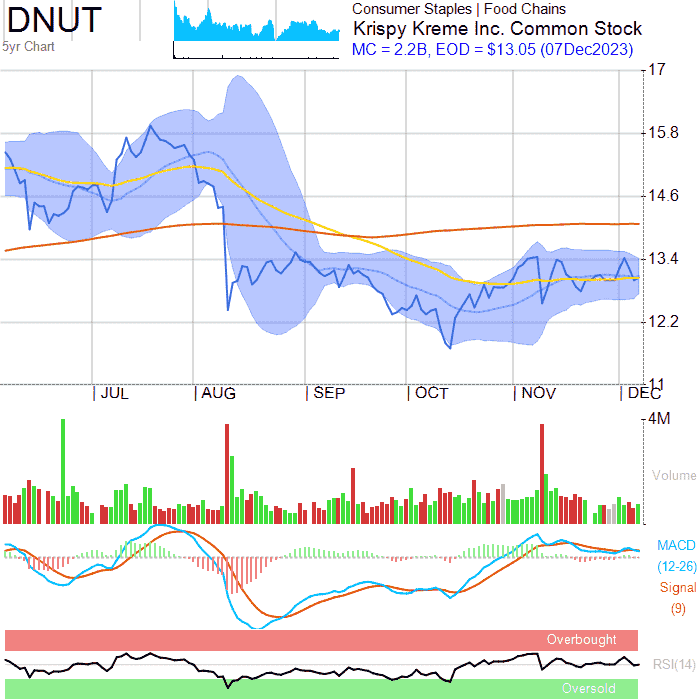 DNUT
5yr Chart
Consumer Staples | Food Chains
Krispy Kreme Inc. Common Stock
MC = 2.2B, EOD = $13.05 (07Dec2023)
17
15.8
14.6
13.4
12.2
11
JUL
AUG
SEP
OCT
NOV
DEC
4M
Volume
MACD
(12-26)
Signal
(9)
Overbought
RSI(14)
Oversold